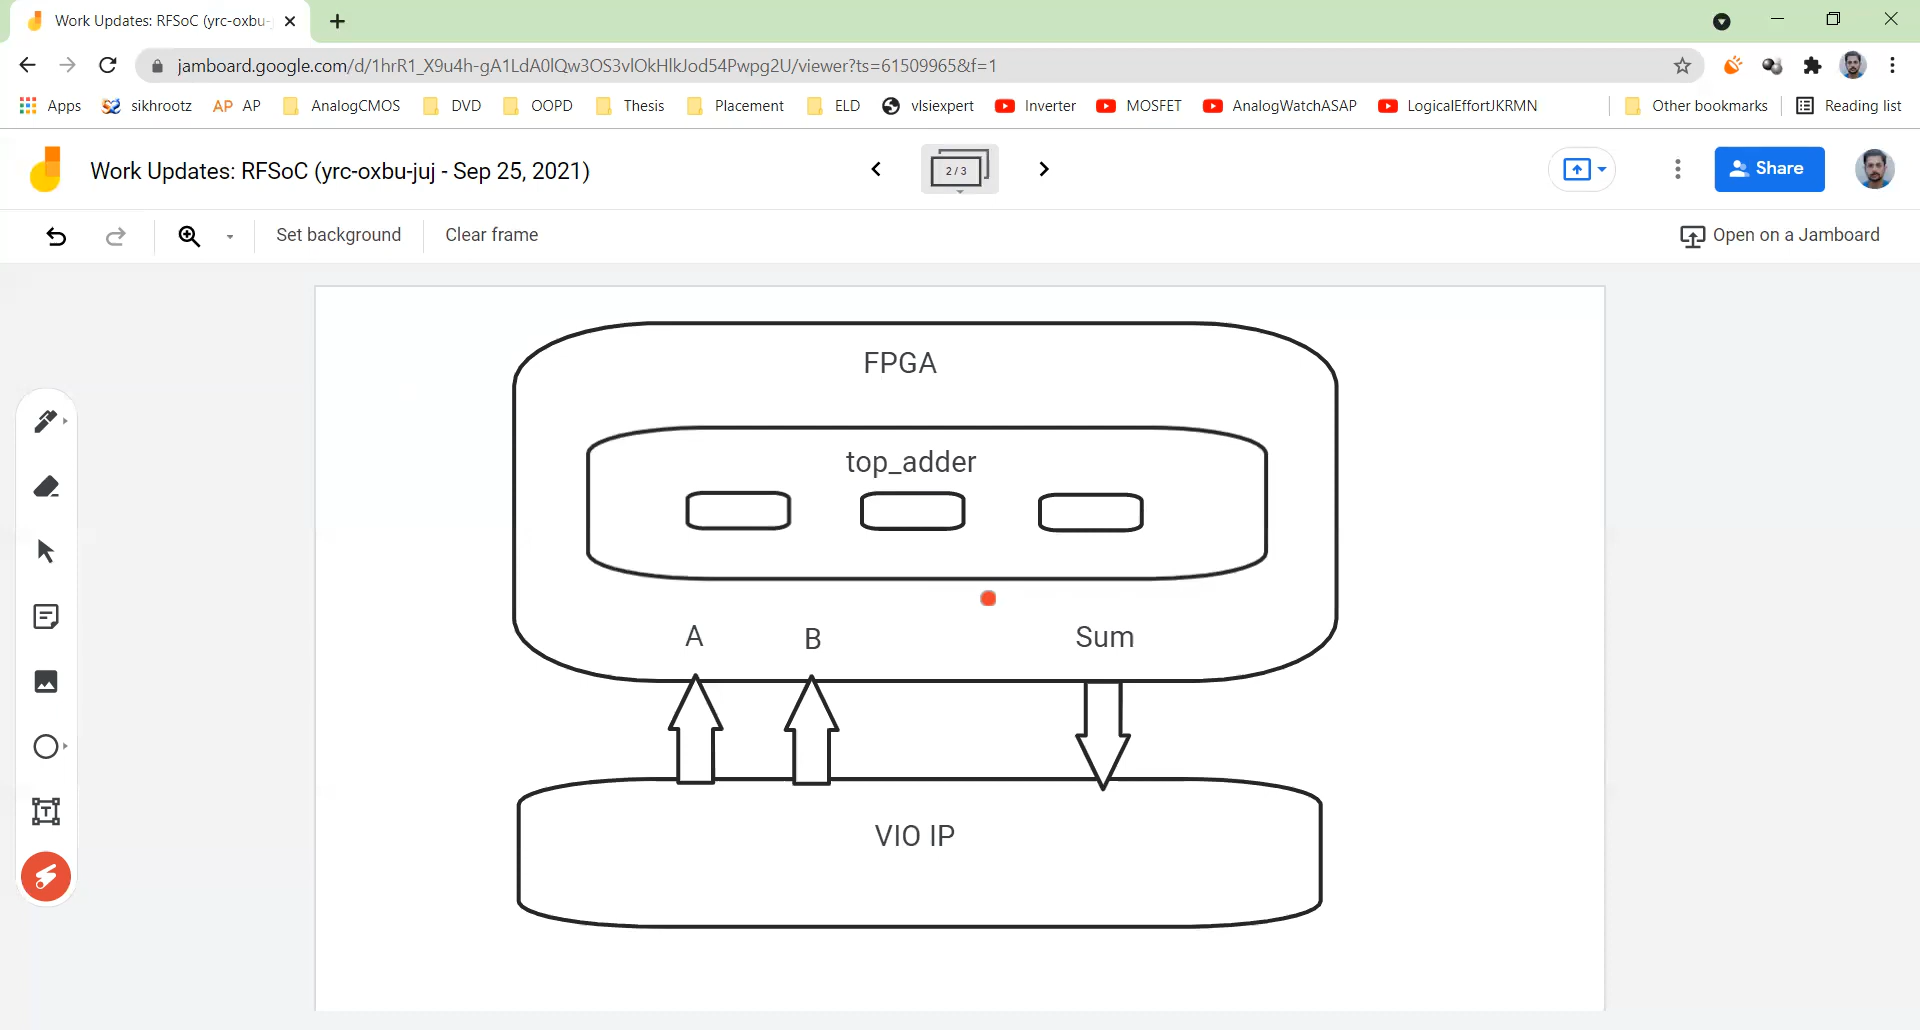 Work Updates: RFSoC (yrc-oxbu-
jamboard.google.com/d/1hrR1_X9u4h-gA1LdA0lQw3OS3vlOkHlkJod54Pwpg2U/viewer?ts=61509965&f=1
Apps sikhrootz AP AP AnalogCMOS DVD OOPD Thesis Placement ELD vlsiexpert Inverter MOSFET AnalogWatchASAP LogicalEffortJKRMN Other bookmarks Reading list
Work Updates: RFSoC (yrc-oxbu-juj - Sep 25, 2021) 2 / 3 Share
Set background Clear frame Open on a Jamboard
FPGA
top_adder
A B Sum
VIO IP